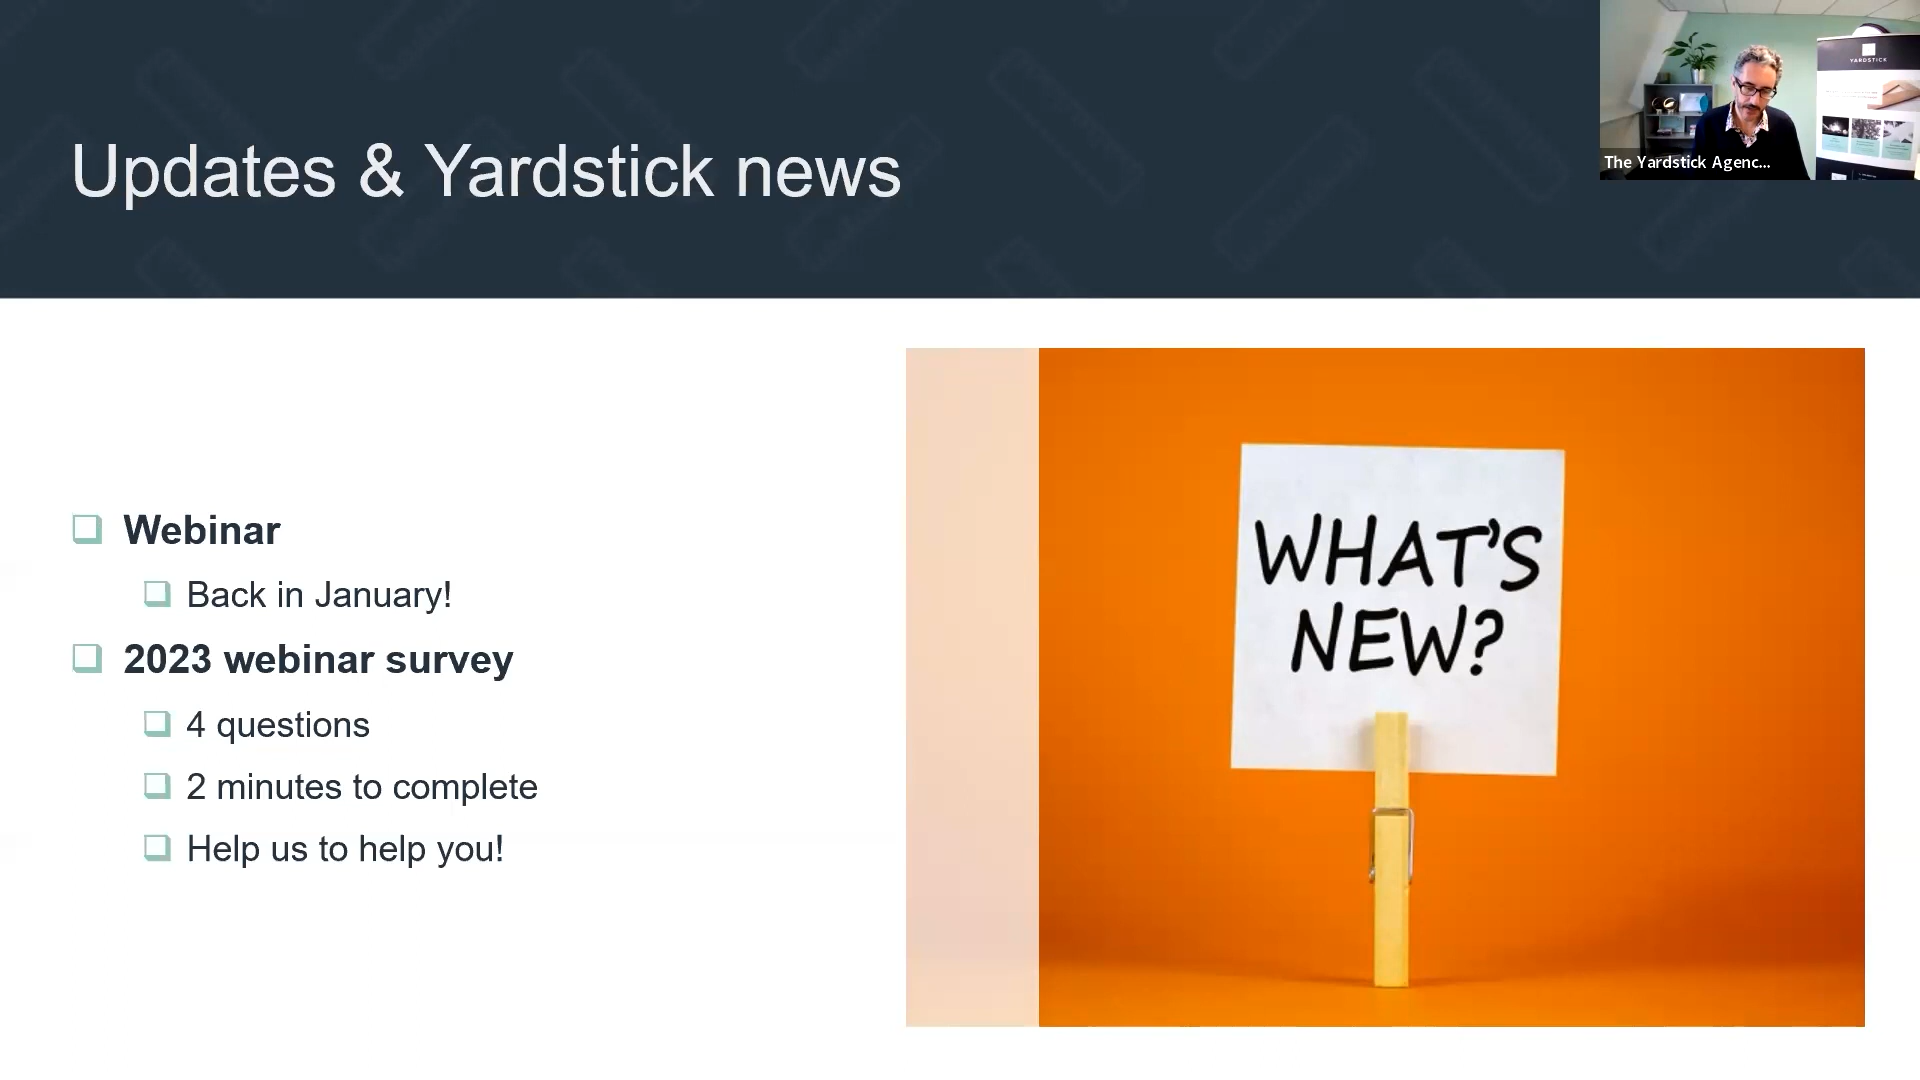 Updates & Yardstick news
YARDSTICK
The Yardstick Agenc...
Webinar
Back in January!
2023 webinar survey
4 questions
2 minutes to complete
Help us to help you!
WHAT'S
NEW?